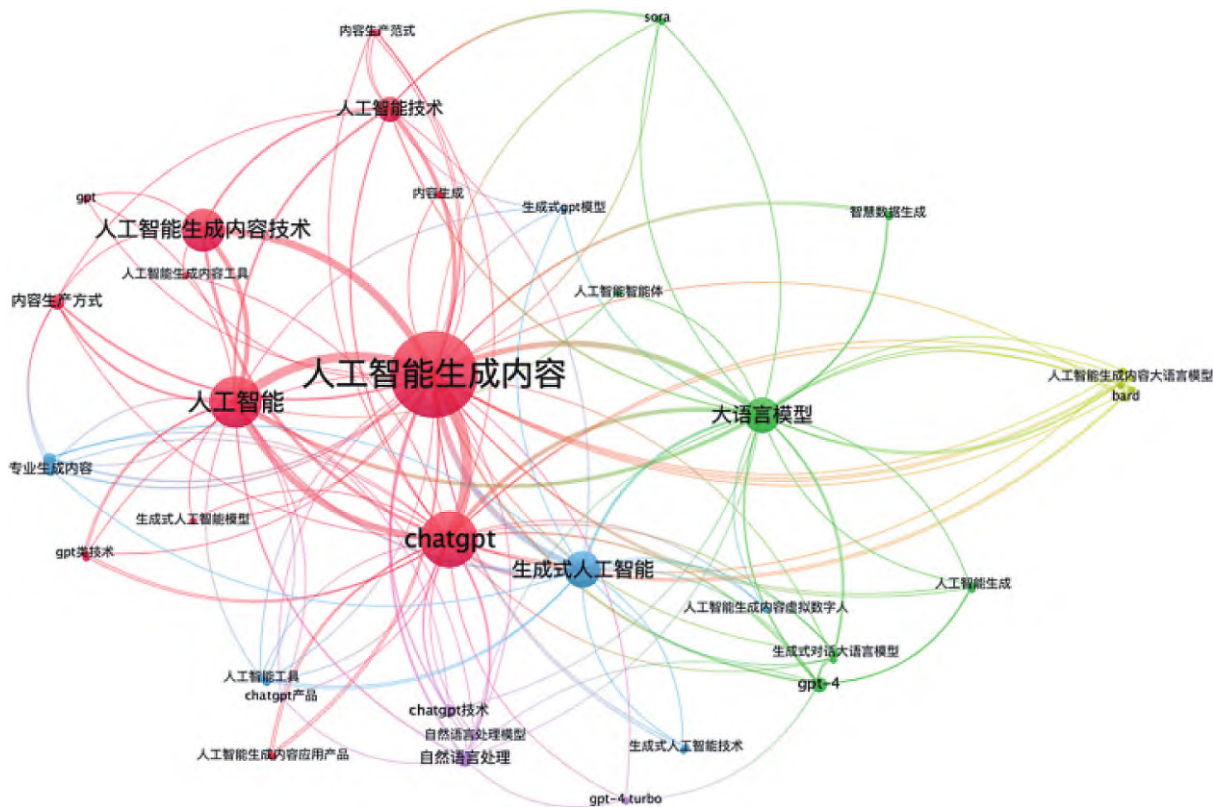 sora
内容生产范式
人工智能技术
gpt
内容生成
生成式gpt模型
智慧数据生成
人工智能生成内容技术
人工智能生成内容工具
人工智能智能体
内容生产方式
人工智能生成内容
人工智能生成内容大语言模型
bard
人工智能
大语言模型
专业生成内容
生成式人工智能模型
chatgpt
gpt类技术
生成式人工智能
人工智能生成
人工智能生成内容虚拟数字人
生成式对话大语言模型
人工智能工具
gpt-4
chatgpt产品
chatgpt技术
自然语言处理模型
生成式人工智能技术
人工智能生成内容应用产品
自然语言处理
gpt-4 turbo